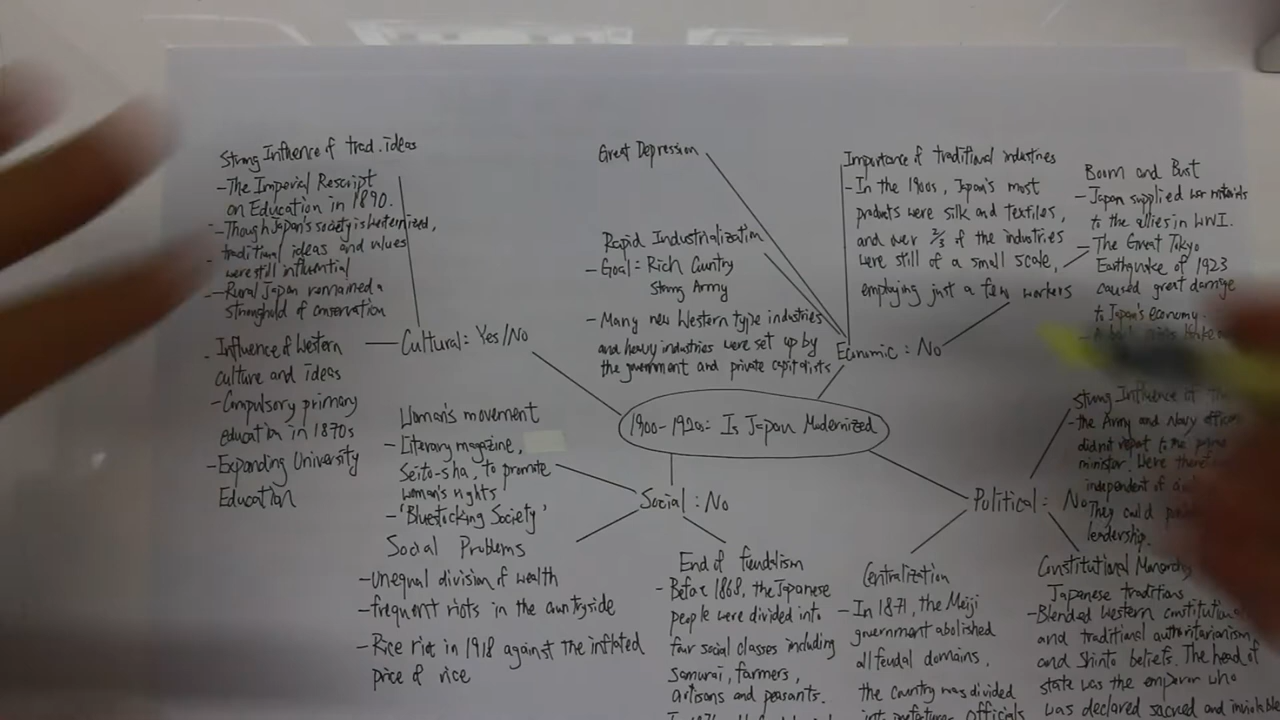 Strong Influence of trad. ideas
- The Imperial Rescript
on Education in 1890.
- Though Japan's society is westernized,
- traditional ideas and values
were still influential
- Rural Japan remained a
stronghold of conservation
Influence of Western
culture and ideas
- Compulsory primary
education in 1870s
- Expanding University
Education
Cultural: Yes/No
Great Depression
Rapid Industrialization
- Goal: Rich Country
Strong Army
- Many new Western type industries
and heavy industries were set up by
the government and private capitalists
Importance of traditional industries
- In the 1900s, Japan's most
products were silk and textiles,
and over 2/3 of the industries
were still of a small scale,
employing just a few workers
Boom and Bust
- Japan supplied war materials
to the allies in WWI.
- The Great Tokyo
Earthquake of 1923
caused great damage
to Japan's economy.
Economic: No
1900-1920s: Is Japan Modernized
Woman's movement
- Literary magazine,
Seito-sha, to promote
woman's rights
- 'Bluestocking Society'
Social Problems
- Unequal division of wealth
- frequent riots in the countryside
- Rice riot in 1918 against the inflated
price of rice
Social: No
End of feudalism
- Before 1868, the Japanese
people were divided into
four social classes including
Samurai, farmers,
artisons and peasants.
Political: No
Strong Influence of
- the Army and Navy
didn't report to the
minister. Were
independent of
They could
leadership.
Centralization
- In 1871, the Meiji
government abolished
all feudal domains.
the country was divided
into prefectures. Officials
Constitutional Monarchy
Japanese traditions
- Blended Western
and traditional authoritarianism
and Shinto beliefs. The head of
state was the emperor who
was declared sacred and